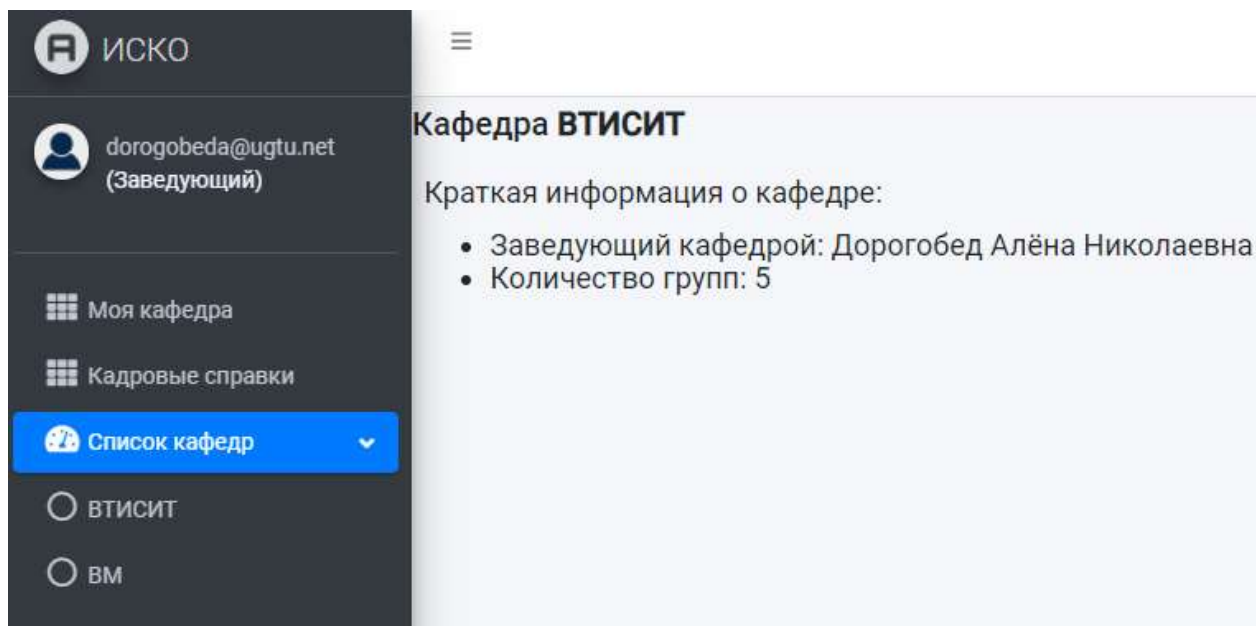 ИСКО
dorogobeda@ugtu.net
(Заведующий)
Моя кафедра
Кадровые справки
Список кафедр
ВТИСИТ
ВМ
Кафедра ВТИСИТ
Краткая информация о кафедре:
• Заведующий кафедрой: Дорогобед Алёна Николаевна
• Количество групп: 5